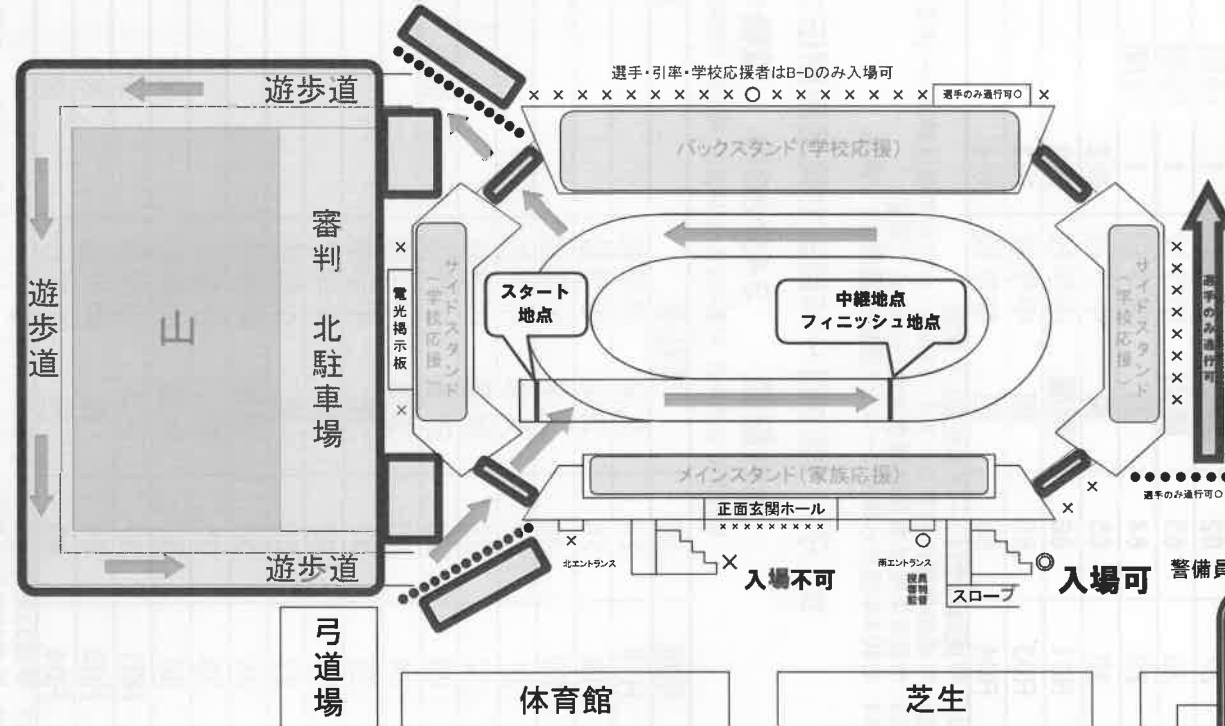 選手・引率・学校応援者はB-Dのみ入場可
選手のみ通行可○
遊歩道
バックスタンド(学校応援)
審判 北駐車場
電光掲示板
サイドスタンド
(学校応援)
スタート
地点
中継地点
フィニッシュ地点
サイドスタンド
(学校応援)
選手のみ通行可
遊歩道
山
メインスタンド(家族応援)
正面玄関ホール
選手のみ通行可○
遊歩道
北エントランス
入場不可
南エントランス
スロープ
入場可
警備員
弓道場
体育館
芝生